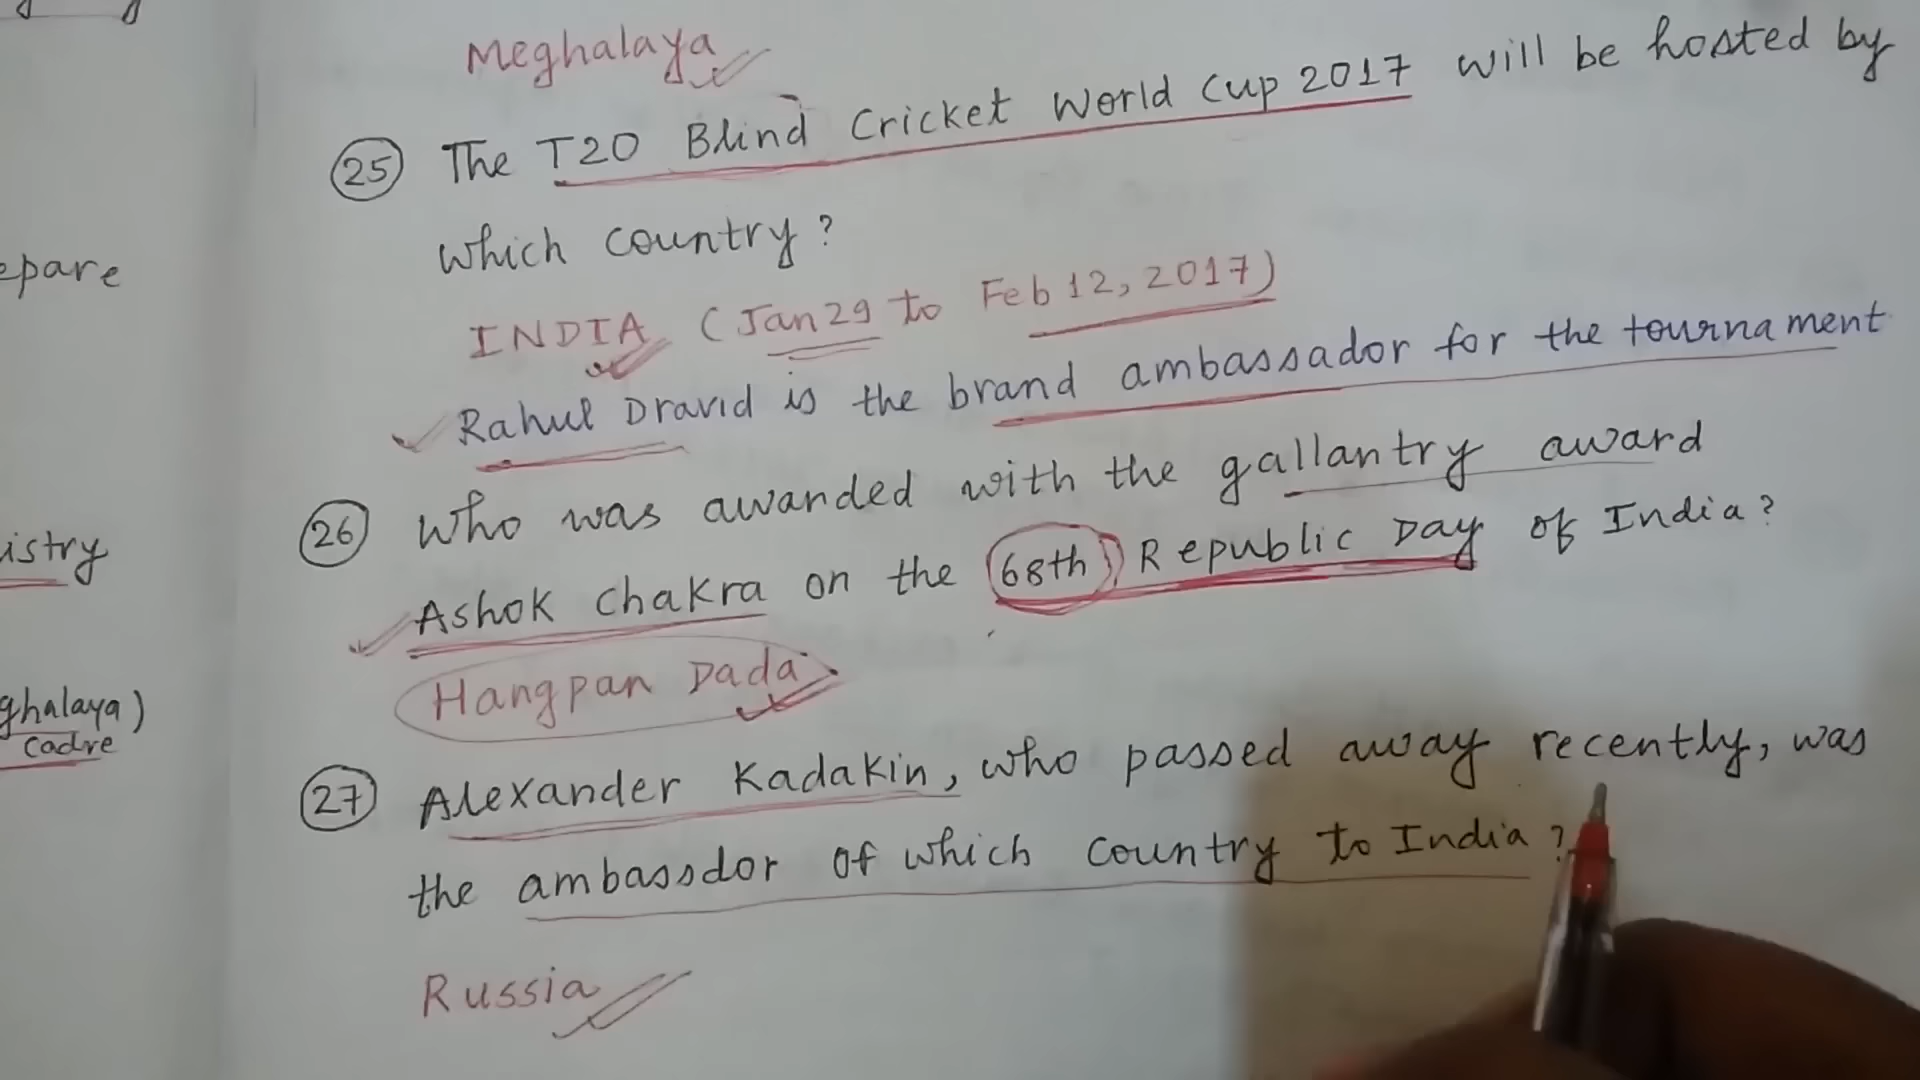 Meghalaya
25 The T20 Blind Cricket World Cup 2017 will be hosted by
which country?
INDIA (Jan 29 to Feb 12, 2017)
Rahul Dravid is the brand ambassador for the tournament
26 Who was awanded with the gallantry award
Ashok Chakra on the 68th Republic Day of India?
Hangpan Dada
27 Alexander Kadakin, who passed away recently, was
the ambassdor of which country to India?
Russia
epare
istry
ghalaya)
cadre